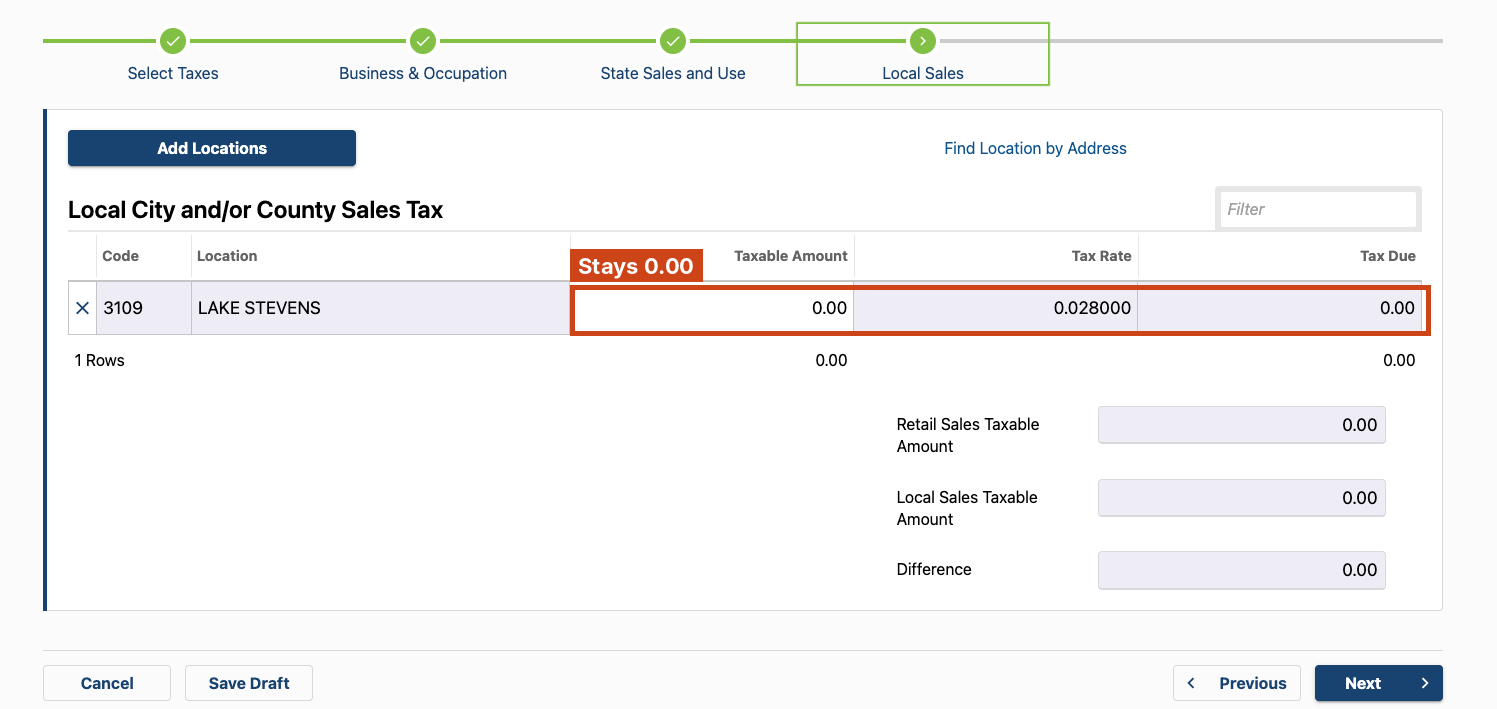 Select Taxes
Business & Occupation
State Sales and Use
Local Sales
Add Locations
Find Location by Address
Local City and/or County Sales Tax
Filter
Code
Location
Stays 0.00
Taxable Amount
Tax Rate
Tax Due
3109
LAKE STEVENS
0.00
0.028000
0.00
1 Rows
0.00
0.00
Retail Sales Taxable
Amount
0.00
Local Sales Taxable
Amount
0.00
Difference
0.00
Cancel
Save Draft
Previous
Next